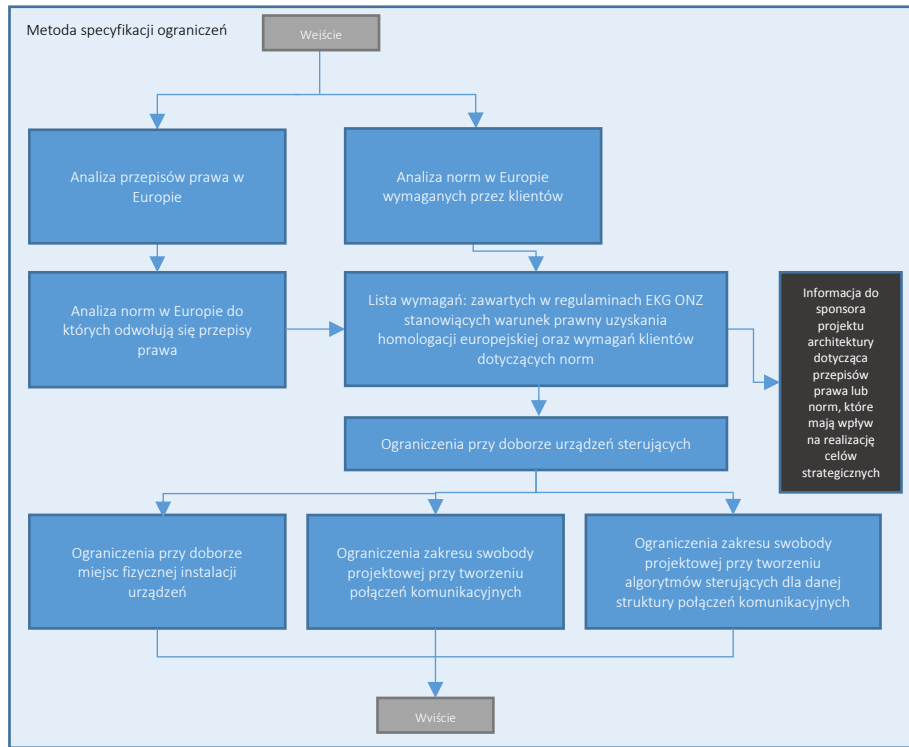 Metoda specyfikacji ograniczeń
Wejście
Analiza przepisów prawa w
Europie
Analiza norm w Europie
wymaganych przez klientów
Analiza norm w Europie do
których odwołują się przepisy
prawa
Lista wymagań: zawartych w regulaminach EKG ONZ
stanowiących warunek prawny uzyskania
homologacji europejskiej oraz wymagań klientów
dotyczących norm
Informacja do
sponsora
projektu
architektury
dotycząca
przepisów
prawa lub
norm, które
mają wpływ
na realizację
celów
strategicznych
Ograniczenia przy doborze urządzeń sterujących
Ograniczenia przy doborze
miejsc fizycznej instalacji
urządzeń
Ograniczenia zakresu swobody
projektowej przy tworzeniu
połączeń komunikacyjnych
Ograniczenia zakresu swobody
projektowej przy tworzeniu
algorytmów sterujących dla danej
struktury połączeń komunikacyjnych
Wyjście